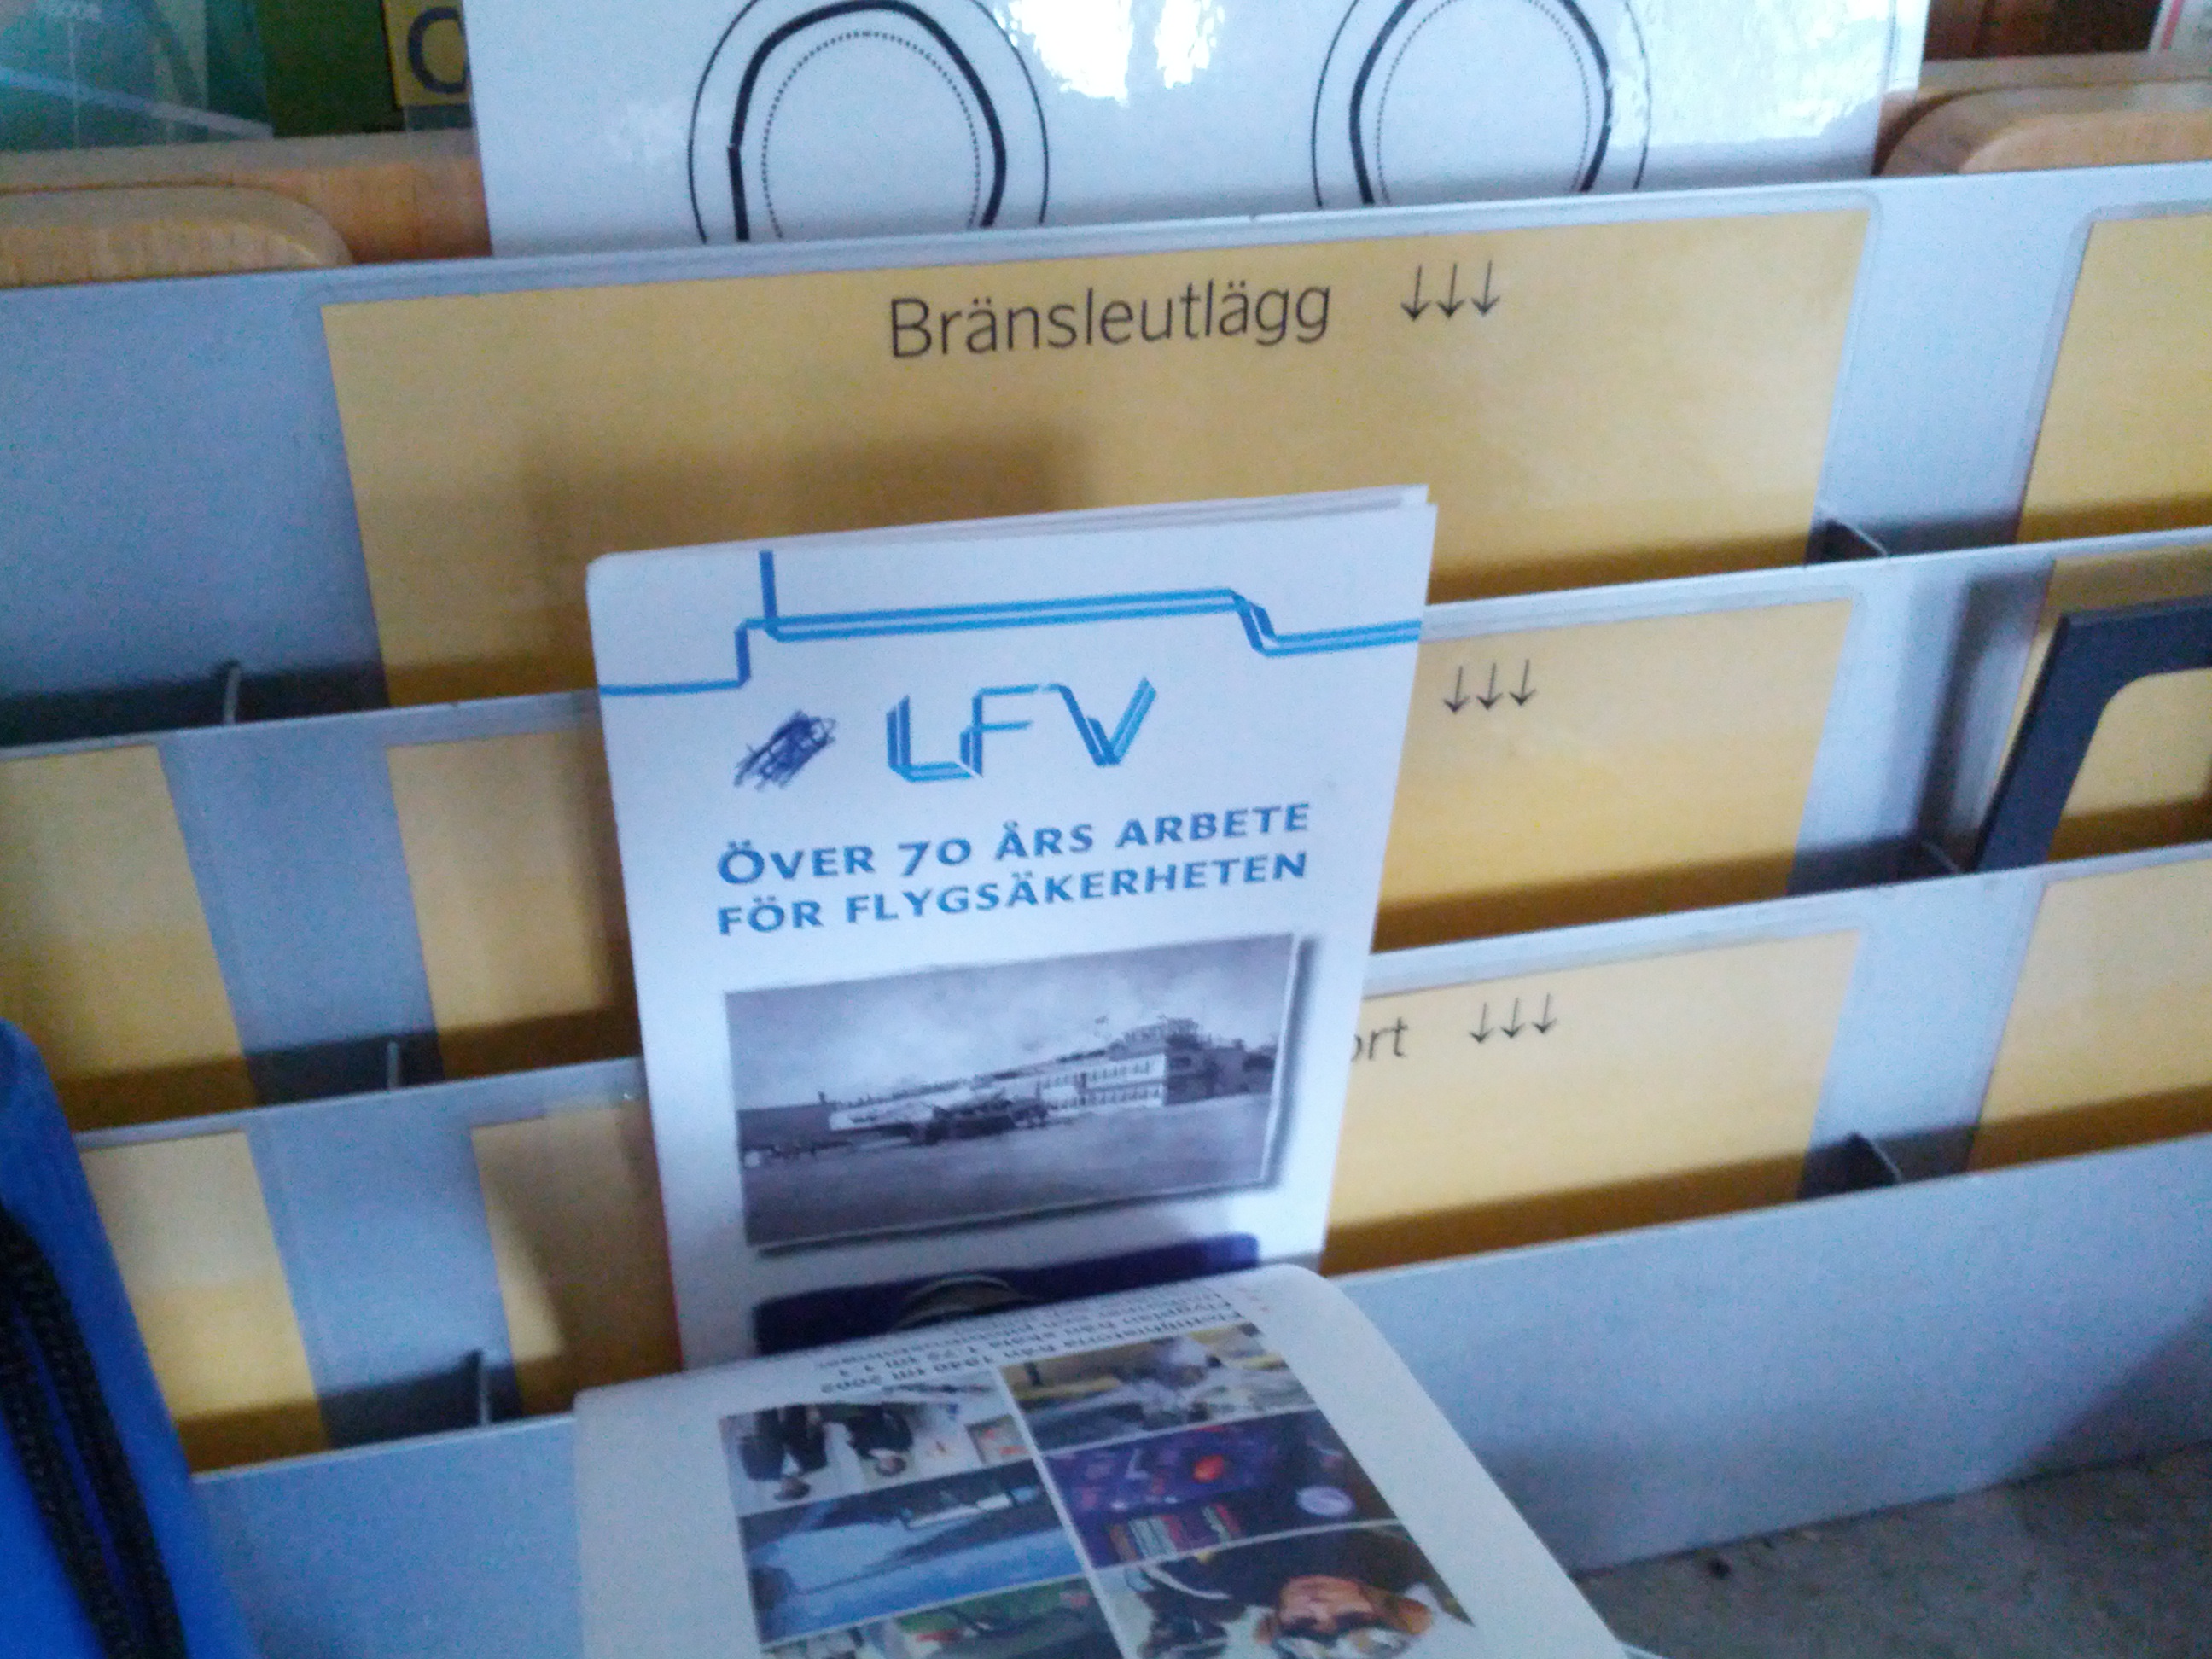 Bränsleutlägg ↓↓↓
↓↓↓
LFV
ÖVER 70 ÅRS ARBETE
FÖR FLYGSÄKERHETEN
ort ↓↓↓